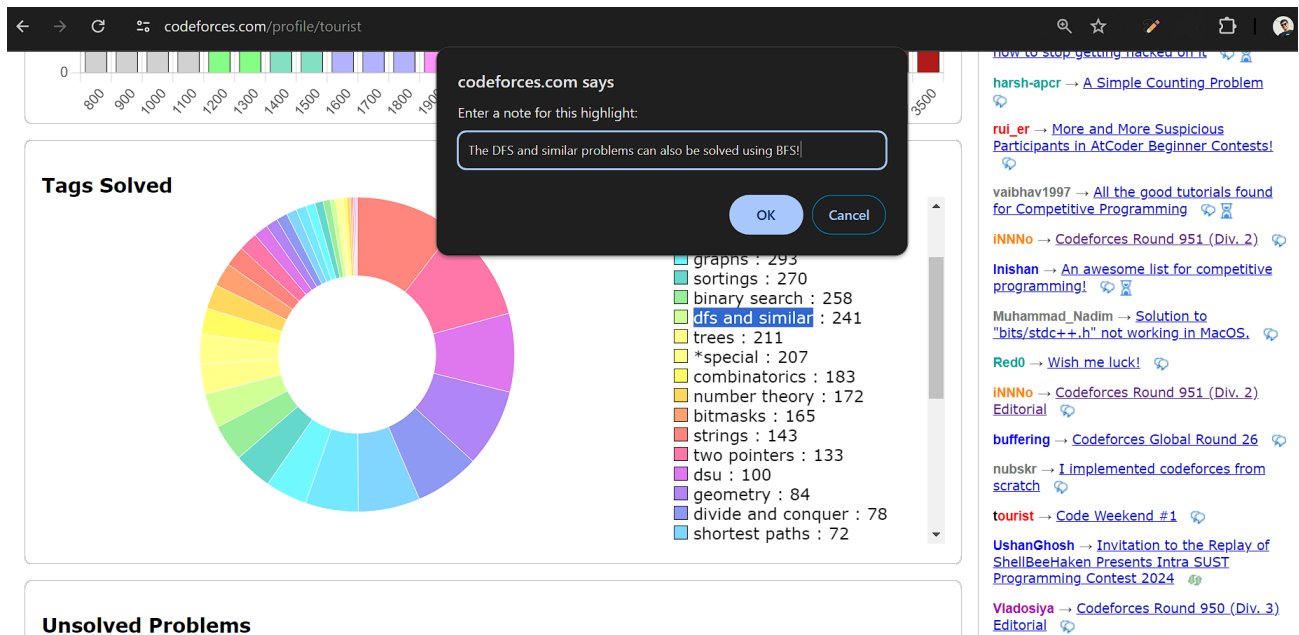 codeforces.com/profile/tourist
how to stop getting hacked on it
0
800 900 1000 1100 1200 1300 1400 1500 1600 1700 1800 3500
codeforces.com says
Enter a note for this highlight:
The DFS and similar problems can also be solved using BFS!
OK Cancel
Tags Solved
graphs : 293
sortings : 270
binary search : 258
dfs and similar : 241
trees : 211
*special : 207
combinatorics : 183
number theory : 172
bitmasks : 165
strings : 143
two pointers : 133
dsu : 100
geometry : 84
divide and conquer : 78
shortest paths : 72
Unsolved Problems
harsh-apcr → A Simple Counting Problem
rui_er → More and More Suspicious
Participants in AtCoder Beginner Contests!
vaibhav1997 → All the good tutorials found
for Competitive Programming
iNNNo → Codeforces Round 951 (Div. 2)
Inishan → An awesome list for competitive
programming!
Muhammad_Nadim → Solution to
"bits/stdc++.h" not working in MacOS.
Red0 → Wish me luck!
iNNNo → Codeforces Round 951 (Div. 2)
Editorial
buffering → Codeforces Global Round 26
nubskr → I implemented codeforces from
scratch
tourist → Code Weekend #1
UshanGhosh → Invitation to the Replay of
ShellBeeHaken Presents Intra SUST
Programming Contest 2024
Vladosiya → Codeforces Round 950 (Div. 3)
Editorial